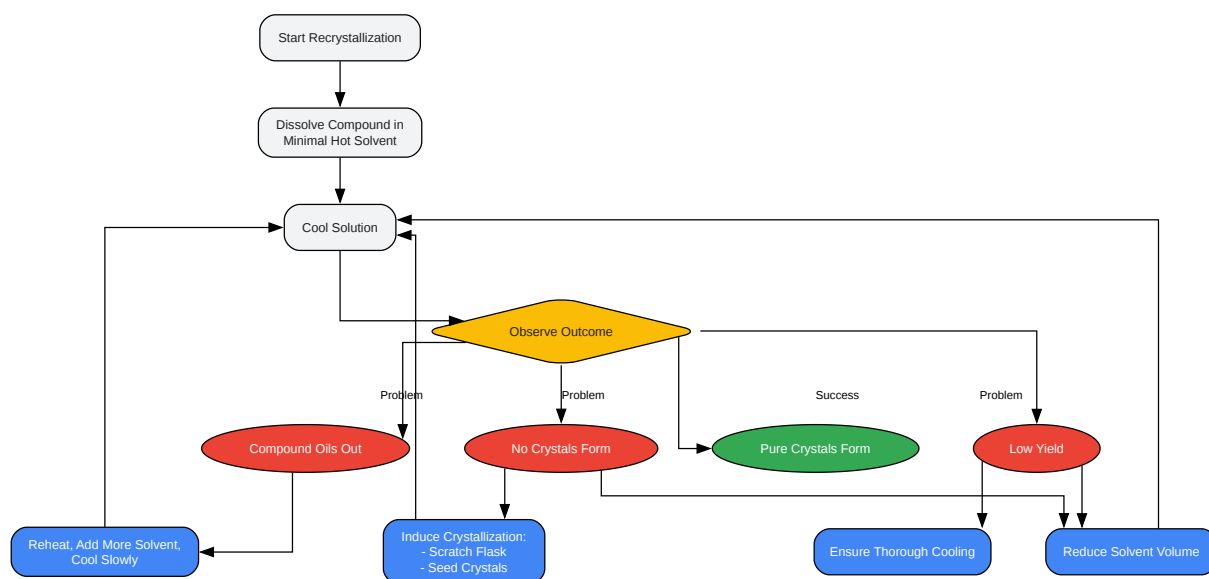 Start Recrystallization
Dissolve Compound in
Minimal Hot Solvent
Cool Solution
Observe Outcome
Problem
Problem
Success
Problem
Compound Oils Out
No Crystals Form
Pure Crystals Form
Low Yield
Reheat, Add More Solvent,
Cool Slowly
Induce Crystallization:
- Scratch Flask
- Seed Crystals
Ensure Thorough Cooling
Reduce Solvent Volume